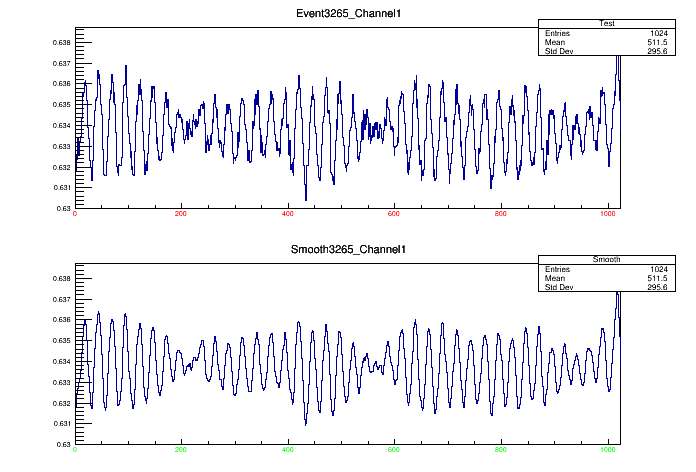 Event3265_Channel1
Test
Entries 1024
Mean 511.5
Std Dev 295.6
0.638
0.637
0.636
0.635
0.634
0.633
0.632
0.631
0.63
0 200 400 600 800 1000
Smooth3265_Channel1
Smooth
Entries 1024
Mean 511.5
Std Dev 295.6
0.638
0.637
0.636
0.635
0.634
0.633
0.632
0.631
0.63
0 200 400 600 800 1000